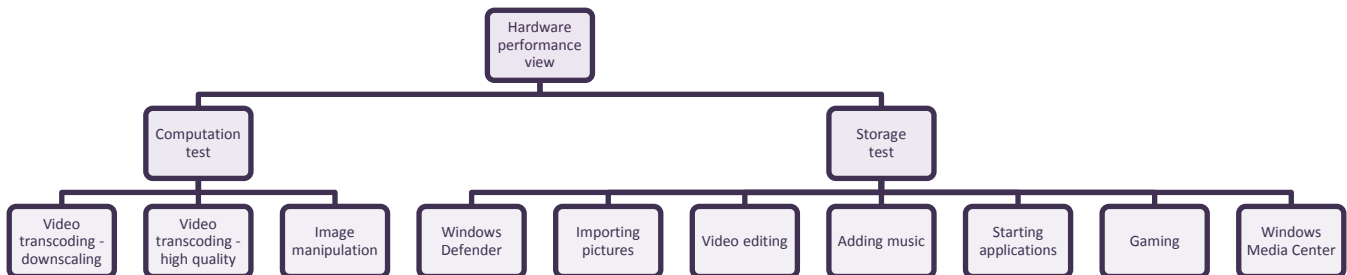 Hardware
performance
view
Computation
test
Storage
test
Video
transcoding -
downscaling
Video
transcoding -
high quality
Image
manipulation
Windows
Defender
Importing
pictures
Video editing
Adding music
Starting
applications
Gaming
Windows
Media Center